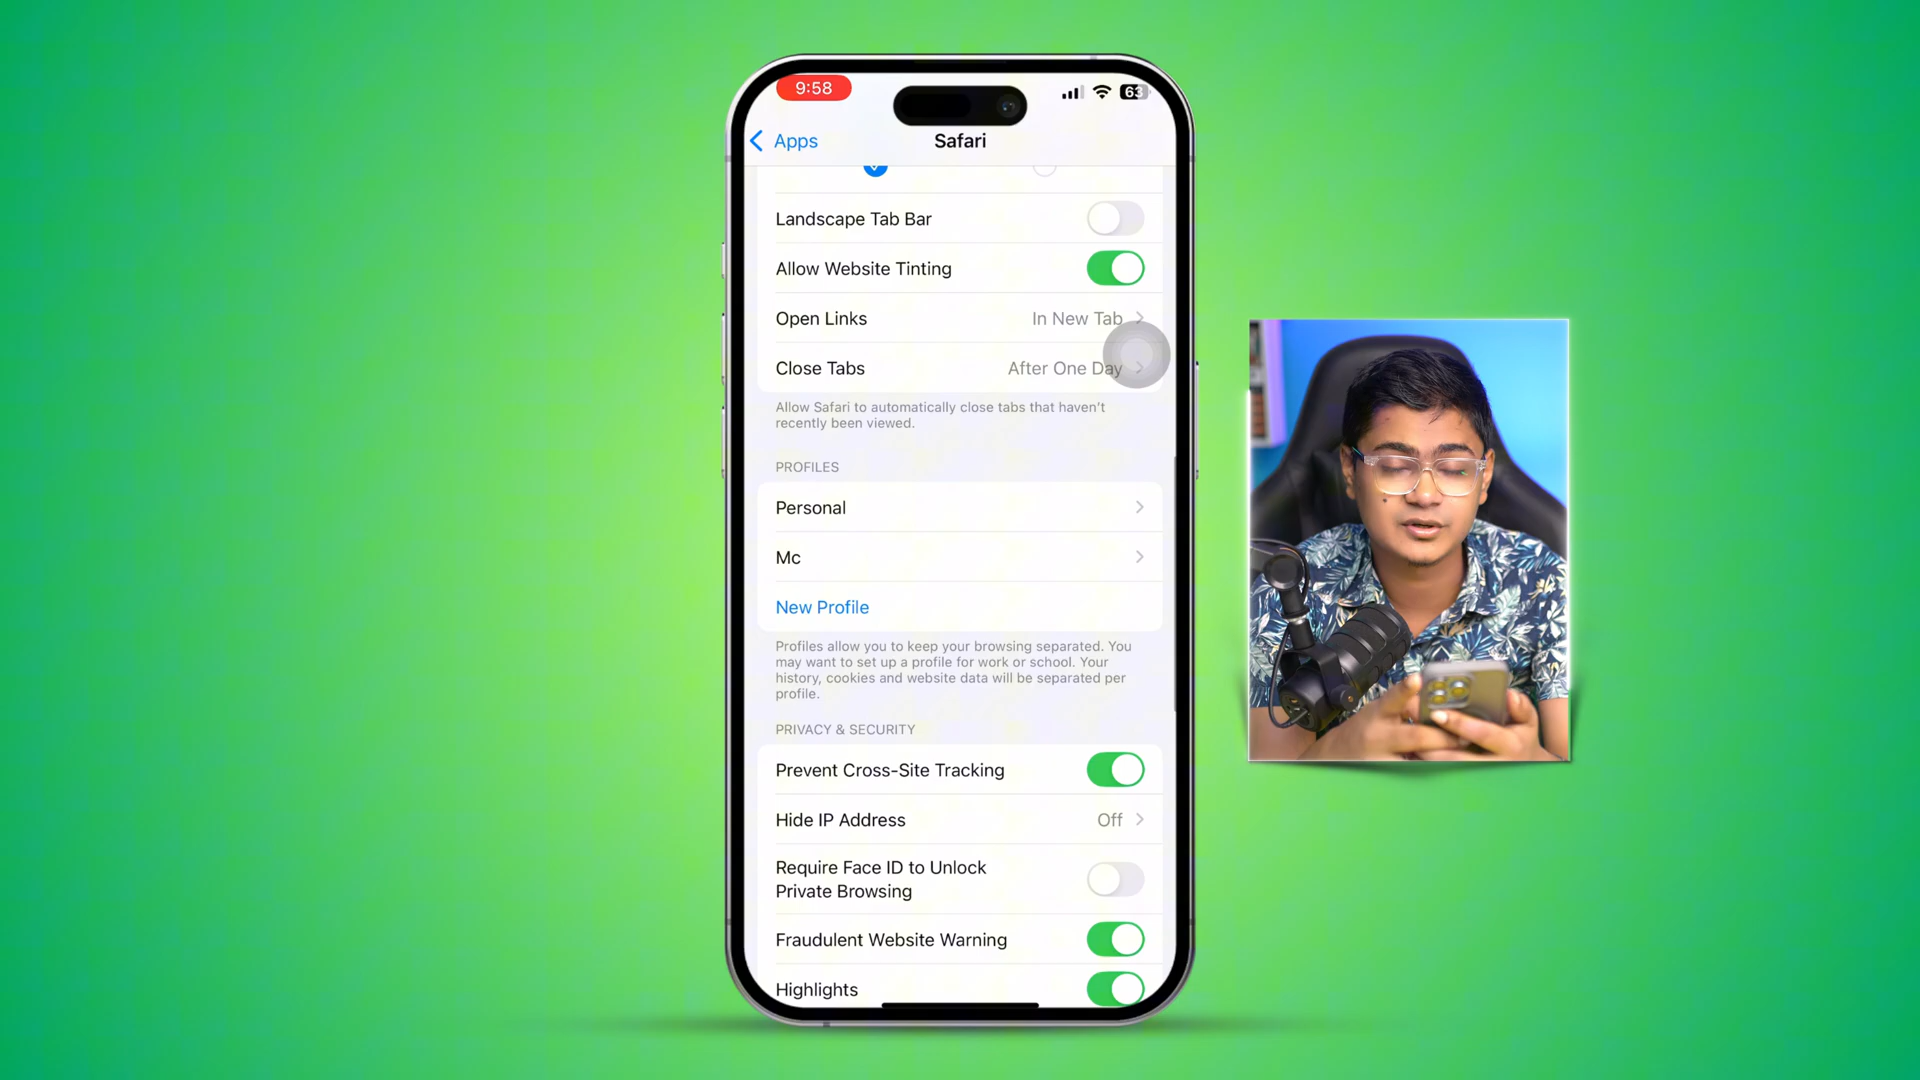 9:58
63
Apps
Safari
Landscape Tab Bar
Allow Website Tinting
Open Links In New Tab
Close Tabs After One Day
Allow Safari to automatically close tabs that haven't
recently been viewed.
PROFILES
Personal
Mc
New Profile
Profiles allow you to keep your browsing separated. You
may want to set up a profile for work or school. Your
history, cookies and website data will be separated per
profile.
PRIVACY & SECURITY
Prevent Cross-Site Tracking
Hide IP Address Off
Require Face ID to Unlock
Private Browsing
Fraudulent Website Warning
Highlights